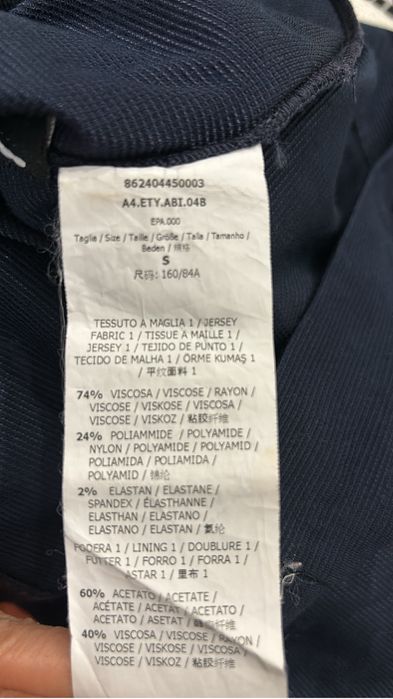 862404450003
A4.ETY.ABI.04B
EPA.000
Taglia / Size / Taille / Größe / Talla / Tamanho /
Beden / 规格
S
尺码: 160/84A
TESSUTO A MAGLIA 1 / JERSEY
FABRIC 1 / TISSUE A MAILLE 1 /
JERSEY 1 / TEJIDO DE PUNTO 1 /
TECIDO DE MALHA 1 / ÖRME KUMAŞ 1
/ 平纹面料 1
74% VISCOSA / VISCOSE / RAYON /
VISCOSE / VISKOSE / VISCOSA /
VISCOSE / VISKOZ / 粘胶纤维
24% POLIAMMIDE / POLYAMIDE /
NYLON / POLYAMIDE / POLYAMID /
POLIAMIDA / POLIAMIDA /
POLYAMID / 锦纶
2% ELASTAN / ELASTANE /
SPANDEX / ÉLASTHANNE /
ELASTHAN / ELASTANO /
ELASTANO / ELASTAN / 氨纶
FODERA 1 / LINING 1 / DOUBLURE 1 /
FUTTER 1 / FORRO 1 / FORRA 1 /
ASTAR 1 / 里布 1
60% ACETATO / ACETATE /
ACÉTATE / ACETAT / ACETATO /
ACETATO / ASETAT / 醋酯纤维
40% VISCOSA / VISCOSE / RAYON /
VISCOSE / VISKOSE / VISCOSA /
VISCOSE / VISKOZ / 粘胶纤维